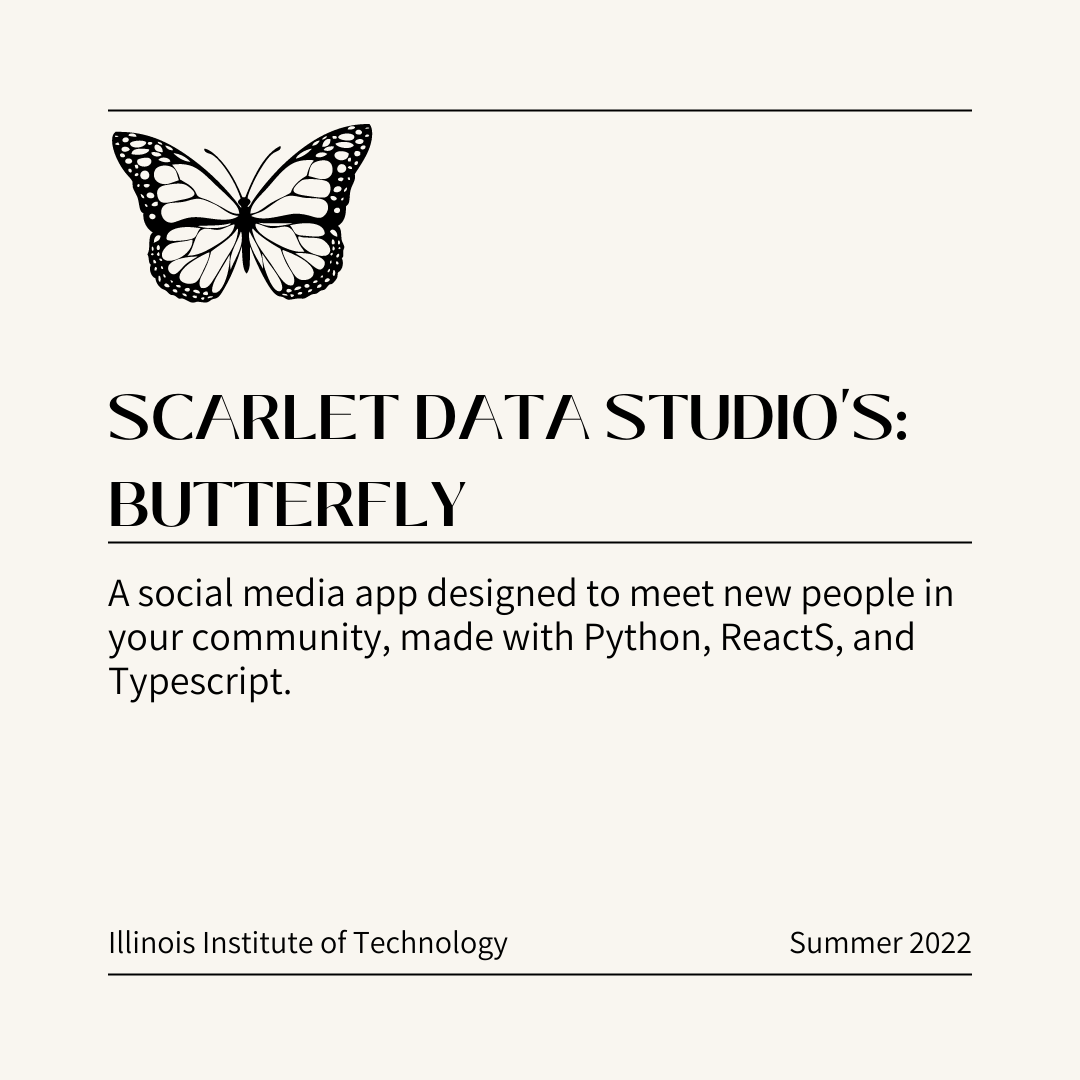 SCARLET DATA STUDIO'S:
BUTTERFLY
A social media app designed to meet new people in
your community, made with Python, ReactS, and
Typescript.
Illinois Institute of Technology
Summer 2022